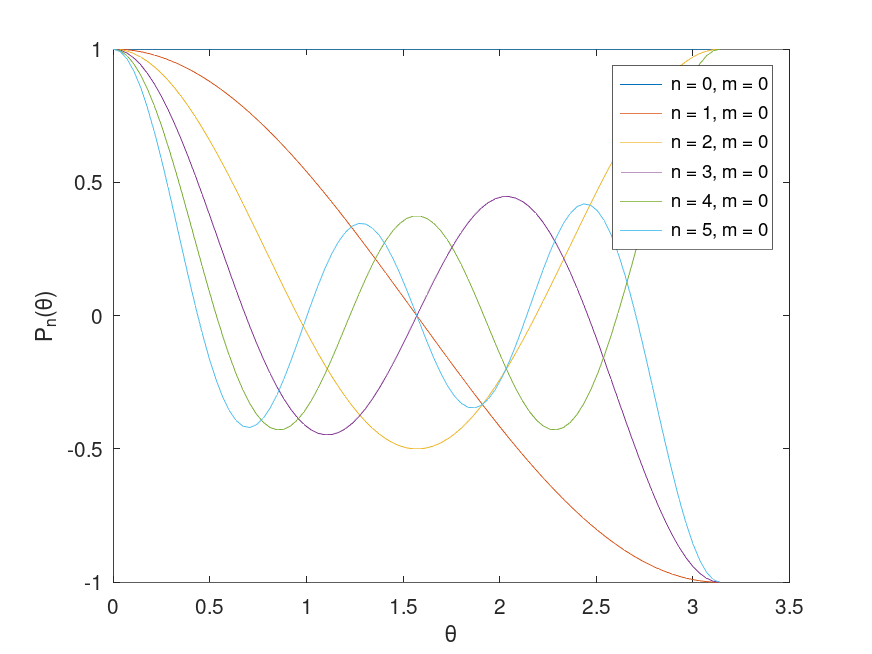 1
0.5
0
-0.5
-1
0
0.5
1
1.5
2
2.5
3
3.5
Pn(θ)
θ
n = 0, m = 0
n = 1, m = 0
n = 2, m = 0
n = 3, m = 0
n = 4, m = 0
n = 5, m = 0